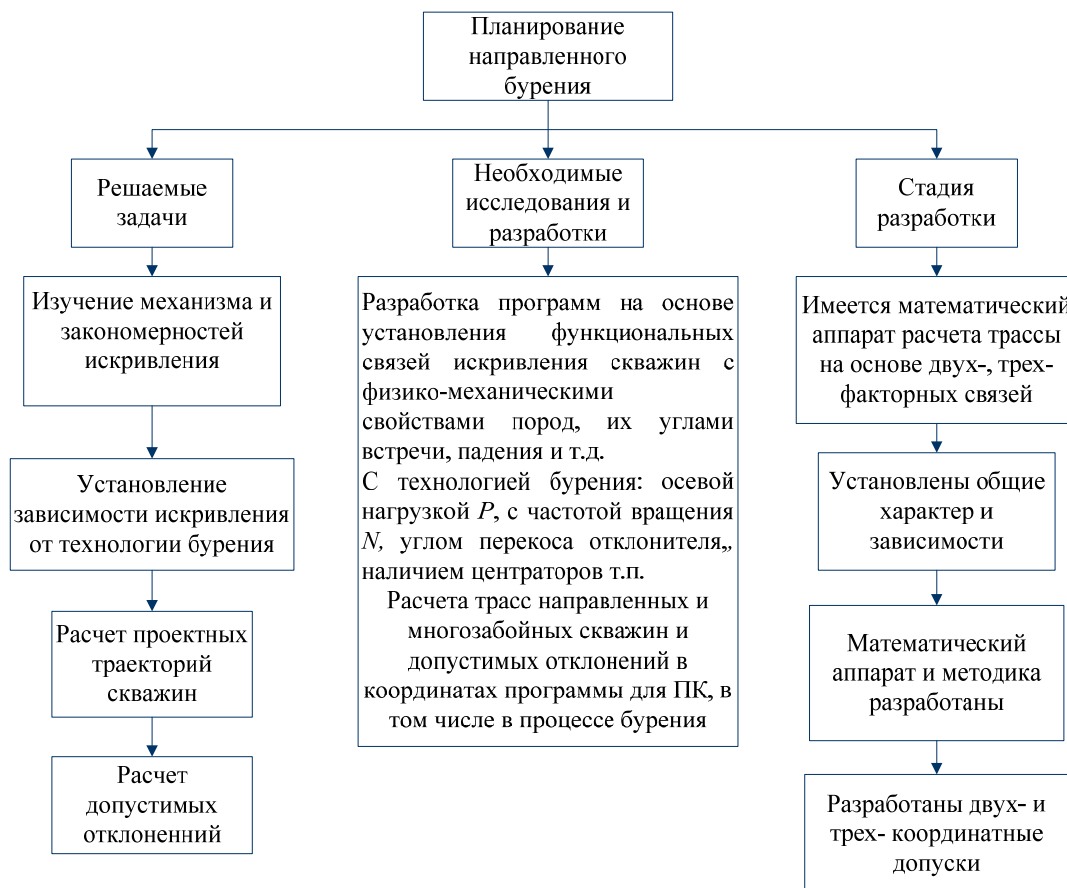 Планирование
направленного
бурения
Решаемые
задачи
Изучение механизма и
закономерностей
искривления
Установление
зависимости искривления
от технологии бурения
Расчет проектных
траекторий
скважин
Расчет
допустимых
отклоненний
Необходимые
исследования и
разработки
Разработка программ на основе
установления функциональных
связей искривления скважин с
физико-механическими
свойствами пород, их углами
встречи, падения и т.д.
С технологией бурения: осевой
нагрузкой P, с частотой вращения
N, углом перекоса отклонителя,,
наличием центраторов т.п.
Расчета трасс направленных и
многозабойных скважин и
допустимых отклонений в
координатах программы для ПК, в
том числе в процессе бурения
Стадия
разработки
Имеется математический
аппарат расчета трассы
на основе двух-, трех-
факторных связей
Установлены общие
характер и
зависимости
Математический
аппарат и методика
разработаны
Разработаны двух- и
трех- координатные
допуски